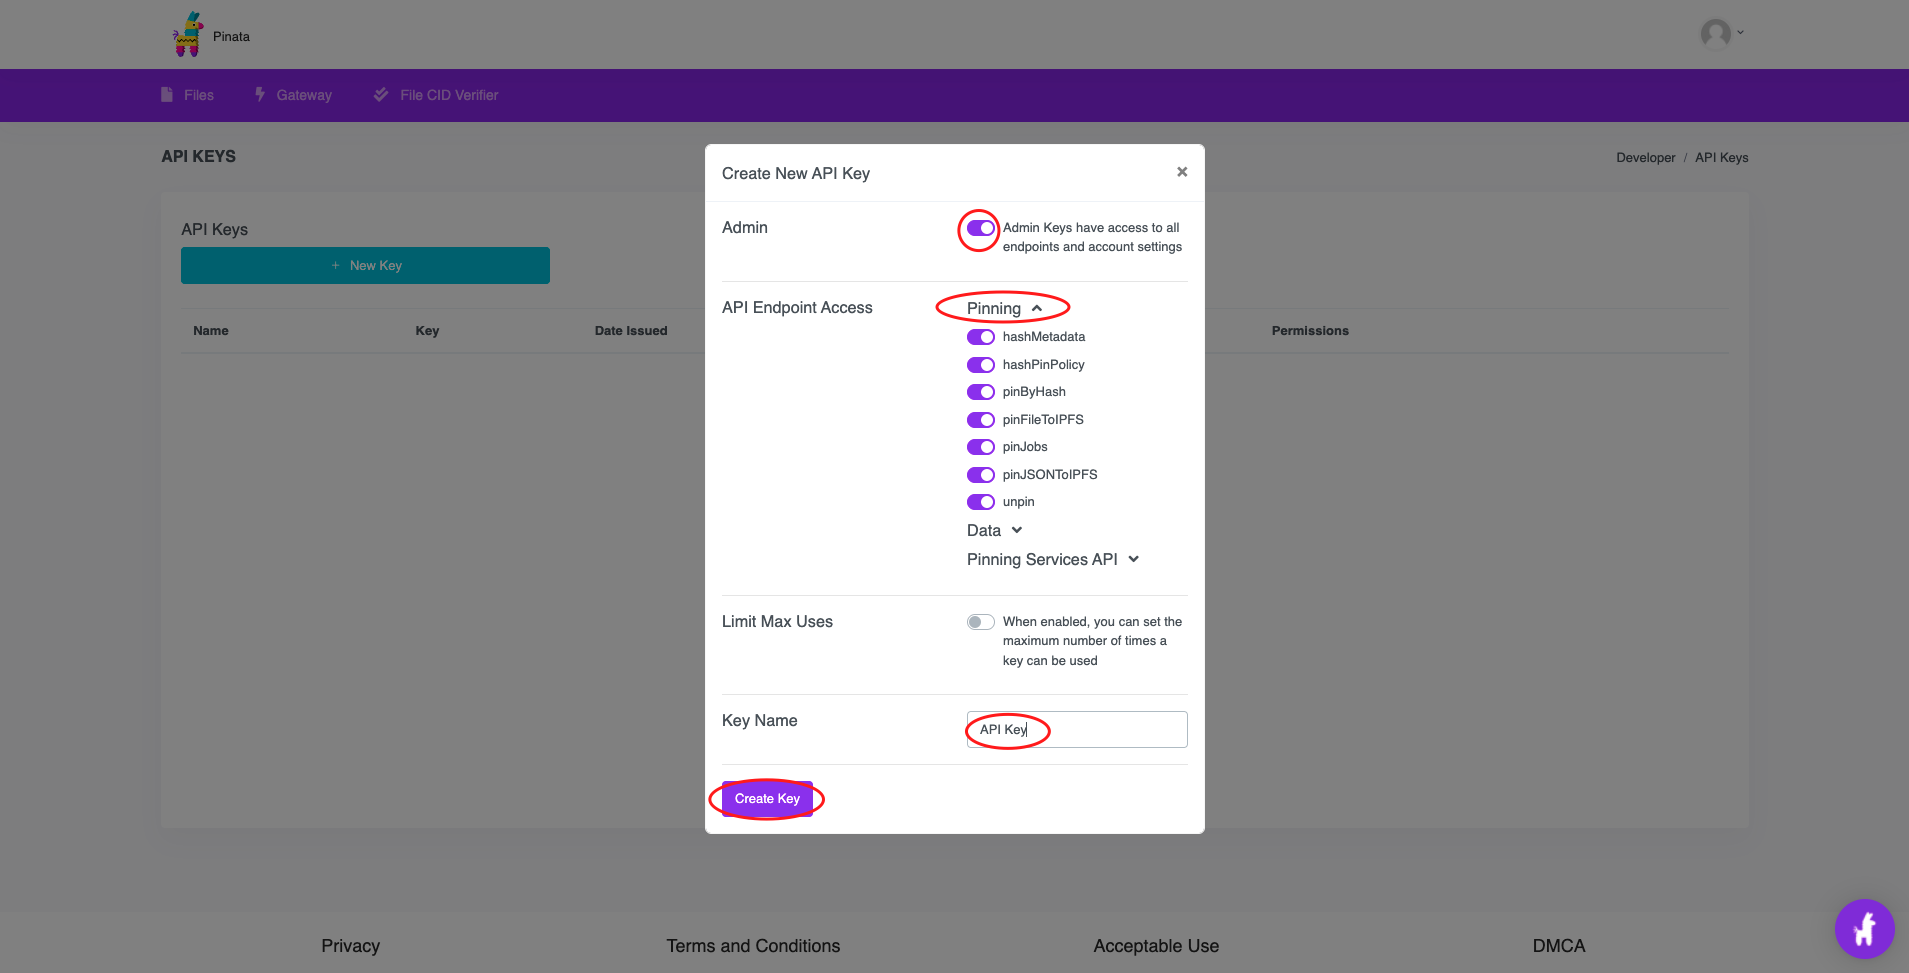 Pinata
Files
Gateway
File CID Verifier
API KEYS
Developer / API Keys
API Keys
+ New Key
Name
Key
Date Issued
Permissions
Create New API Key
×
Admin
Admin Keys have access to all
endpoints and account settings
API Endpoint Access
Pinning
hashMetadata
hashPinPolicy
pinByHash
pinFileToIPFS
pinJobs
pinJSONToIPFS
unpin
Data
Pinning Services API
Limit Max Uses
When enabled, you can set the
maximum number of times a
key can be used
Key Name
API Key
Create Key
Privacy
Terms and Conditions
Acceptable Use
DMCA